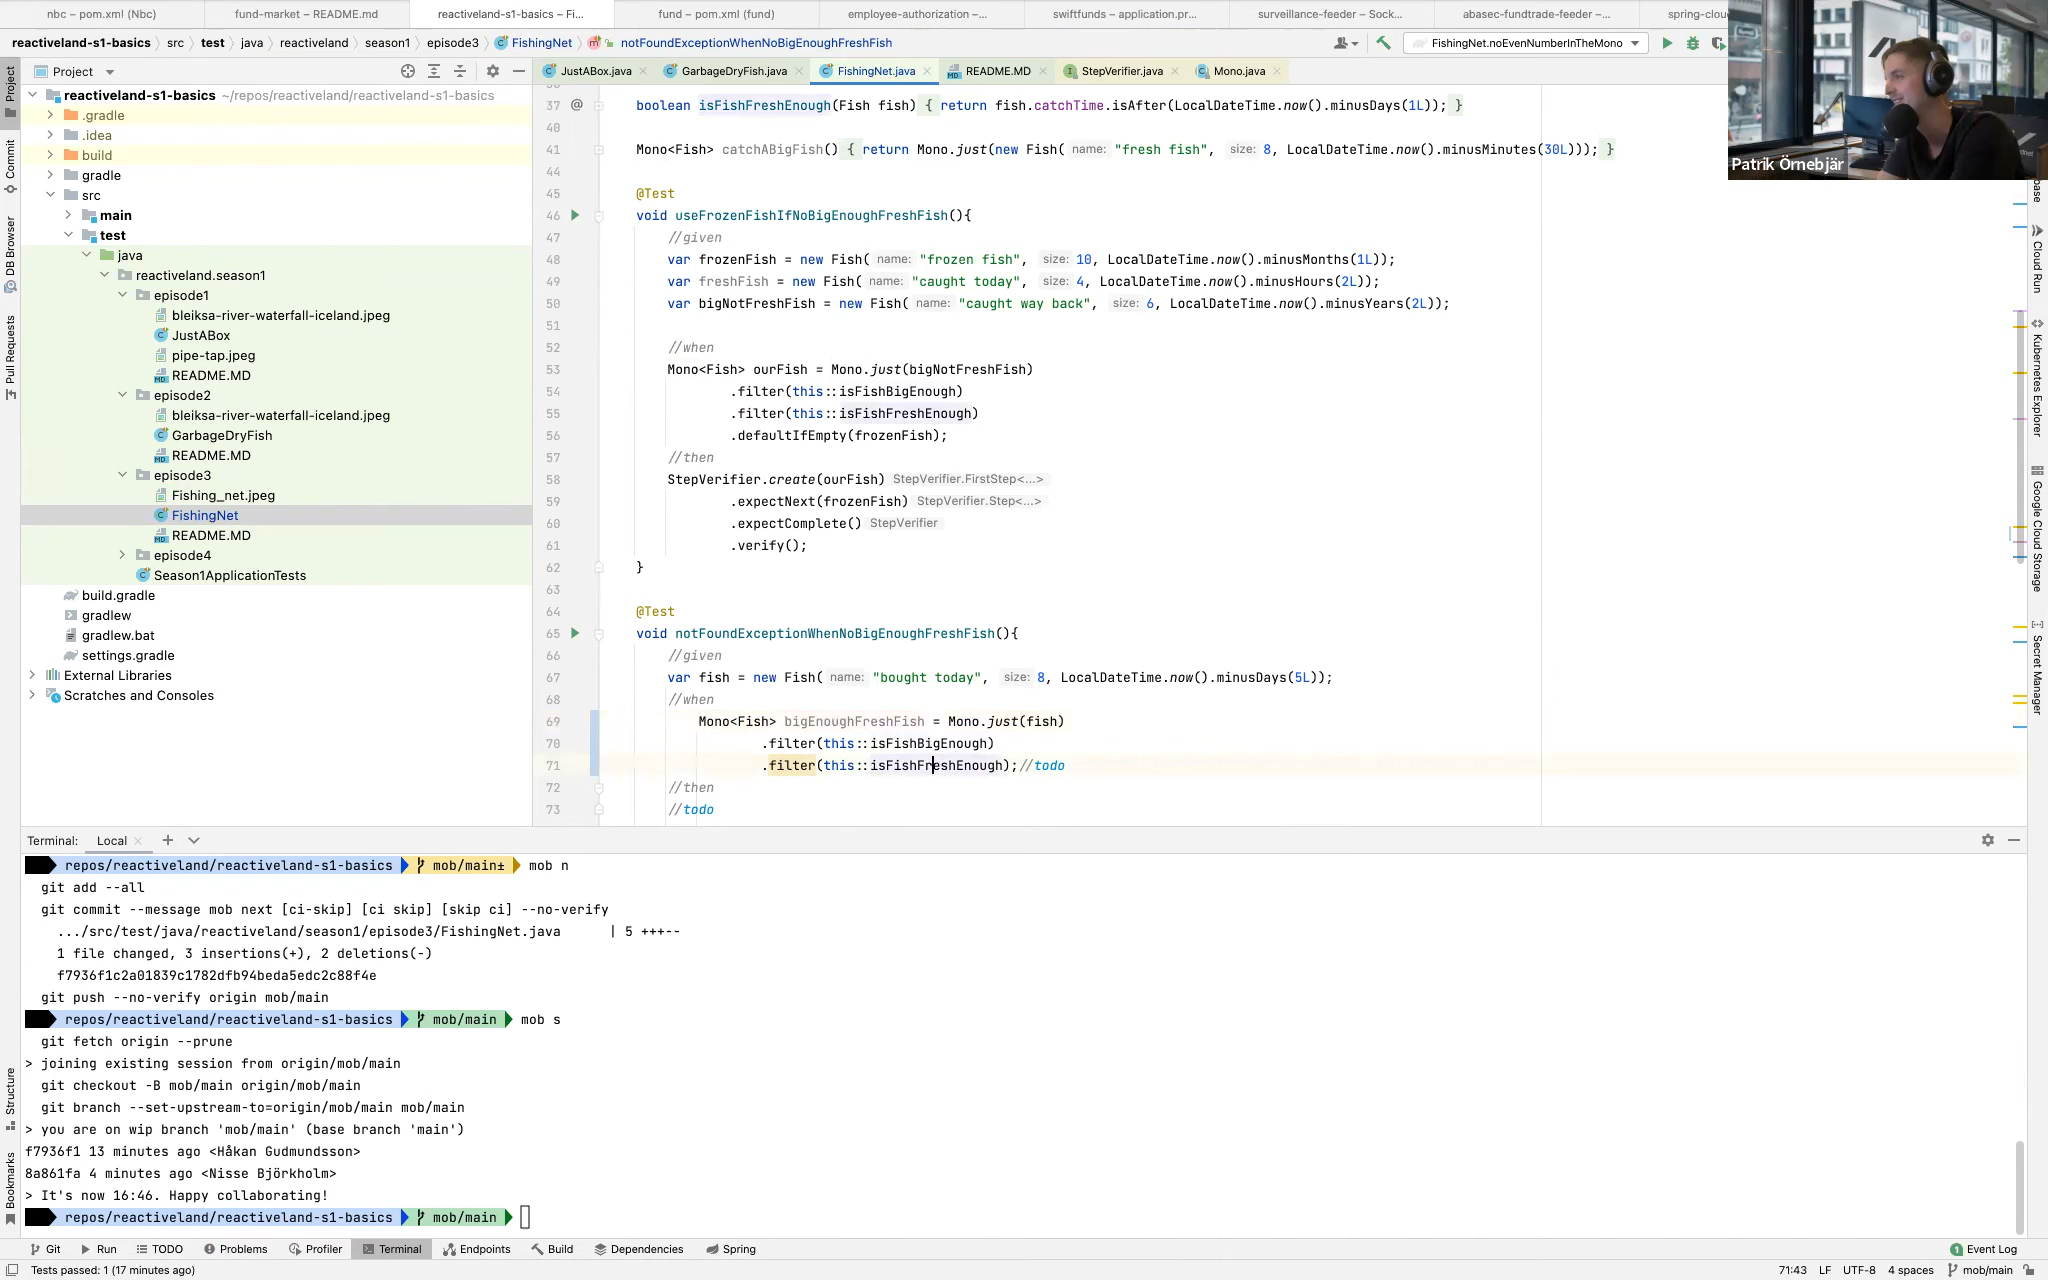 nbc – pom.xml (Nbc)
fund-market – README.md
reactiveland-s1-basics – Fi...
fund – pom.xml (fund)
employee-authorization –...
swiftfunds – application.pr...
surveillance-feeder – Sock...
abasec-fundtrade-feeder –...
spring-clou
reactiveland-s1-basics src test java reactiveland season1 episode3 FishingNet notFoundExceptionWhenNoBigEnoughFreshFish
FishingNet.noEvenNumberInTheMono
Patrik Örnebjär
Project
JustABox.java
GarbageDryFish.java
FishingNet.java
README.MD
StepVerifier.java
Mono.java
Project
Commit
DB Browser
Pull Requests
Structure
Bookmarks
reactiveland-s1-basics ~/repos/reactiveland/reactiveland-s1-basics
.gradle
.idea
build
gradle
src
main
test
java
reactiveland.season1
episode1
bleiksa-river-waterfall-iceland.jpeg
JustABox
pipe-tap.jpeg
README.MD
episode2
bleiksa-river-waterfall-iceland.jpeg
GarbageDryFish
README.MD
episode3
Fishing_net.jpeg
FishingNet
README.MD
episode4
Season1ApplicationTests
build.gradle
gradlew
gradlew.bat
settings.gradle
External Libraries
Scratches and Consoles
37 @ boolean isFishFreshEnough(Fish fish) { return fish.catchTime.isAfter(LocalDateTime.now().minusDays(1L)); }
40
41 Mono<Fish> catchABigFish() { return Mono.just(new Fish( name: "fresh fish", size: 8, LocalDateTime.now().minusMinutes(30L))); }
44
45 @Test
46 void useFrozenFishIfNoBigEnoughFreshFish(){
47 //given
48 var frozenFish = new Fish( name: "frozen fish", size: 10, LocalDateTime.now().minusMonths(1L));
49 var freshFish = new Fish( name: "caught today", size: 4, LocalDateTime.now().minusHours(2L));
50 var bigNotFreshFish = new Fish( name: "caught way back", size: 6, LocalDateTime.now().minusYears(2L));
51
52 //when
53 Mono<Fish> ourFish = Mono.just(bigNotFreshFish)
54 .filter(this::isFishBigEnough)
55 .filter(this::isFishFreshEnough)
56 .defaultIfEmpty(frozenFish);
57 //then
58 StepVerifier.create(ourFish) StepVerifier.FirstStep<...>
59 .expectNext(frozenFish) StepVerifier.Step<...>
60 .expectComplete() StepVerifier
61 .verify();
62 }
63
64 @Test
65 void notFoundExceptionWhenNoBigEnoughFreshFish(){
66 //given
67 var fish = new Fish( name: "bought today", size: 8, LocalDateTime.now().minusDays(5L));
68 //when
69 Mono<Fish> bigEnoughFreshFish = Mono.just(fish)
70 .filter(this::isFishBigEnough)
71 .filter(this::isFishFreshEnough);//todo
72 //then
73 //todo
base
Cloud Run
Kubernetes Explorer
Google Cloud Storage
Secret Manager
Terminal: Local
repos/reactiveland/reactiveland-s1-basics mob/main± mob n
git add --all
git commit --message mob next [ci-skip] [ci skip] [skip ci] --no-verify
.../src/test/java/reactiveland/season1/episode3/FishingNet.java | 5 +++--
1 file changed, 3 insertions(+), 2 deletions(-)
f7936f1c2a01839c1782dfb94beda5edc2c88f4e
git push --no-verify origin mob/main
repos/reactiveland/reactiveland-s1-basics mob/main mob s
git fetch origin --prune
> joining existing session from origin/mob/main
git checkout -B mob/main origin/mob/main
git branch --set-upstream-to=origin/mob/main mob/main
> you are on wip branch 'mob/main' (base branch 'main')
f7936f1 13 minutes ago <Håkan Gudmundsson>
8a861fa 4 minutes ago <Nisse Björkholm>
> It's now 16:46. Happy collaborating!
repos/reactiveland/reactiveland-s1-basics mob/main
Git Run TODO Problems Profiler Terminal Endpoints Build Dependencies Spring
1 Event Log
Tests passed: 1 (17 minutes ago)
71:43 LF UTF-8 4 spaces mob/main